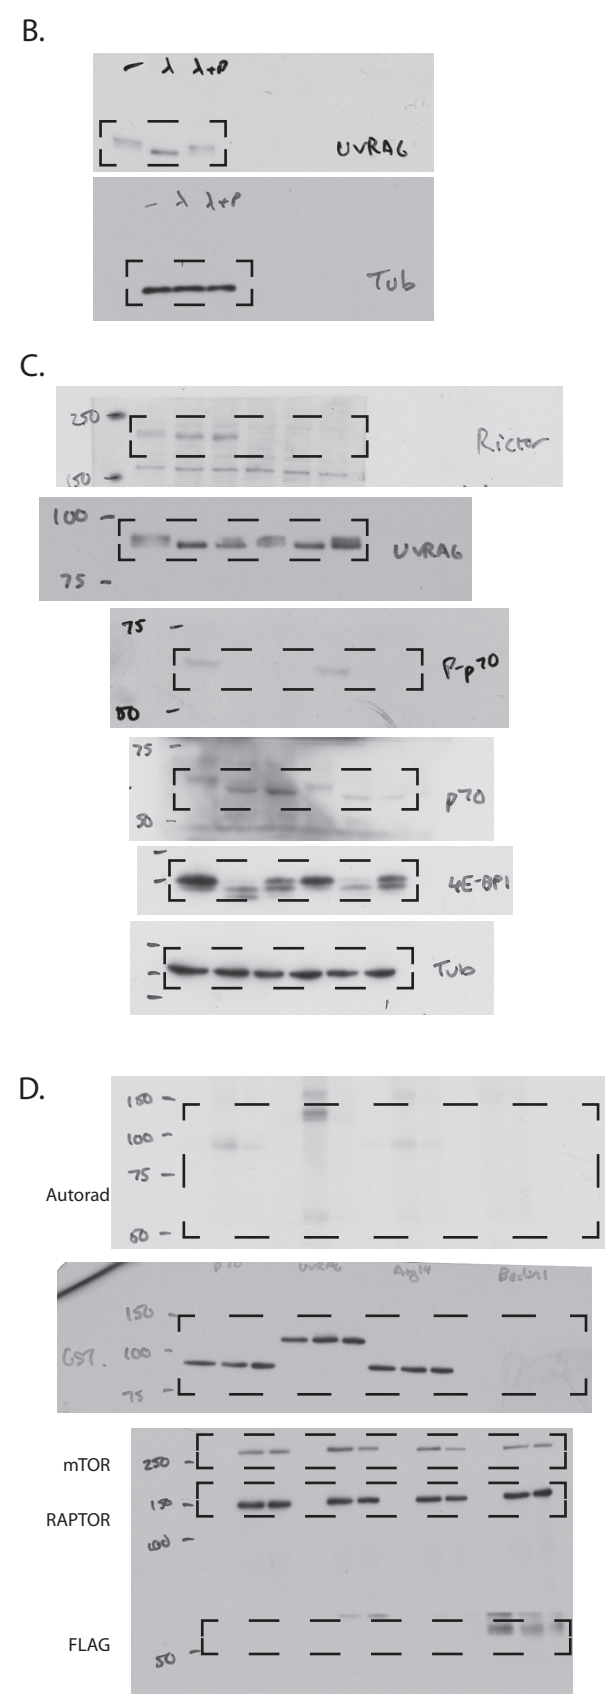 B.
- λ λ+P
UVRAG
- λ λ+P
Tub
C.
250
150
Rictor
100
75
UVRAG
75
50
P-p70
75
50
p70
4E-BP1
Tub
D.
150
100
75
50
Autorad
p70 UVRAG Atg14 Beclin1
150
100
75
GST.
mTOR
250
RAPTOR
150
100
FLAG
50